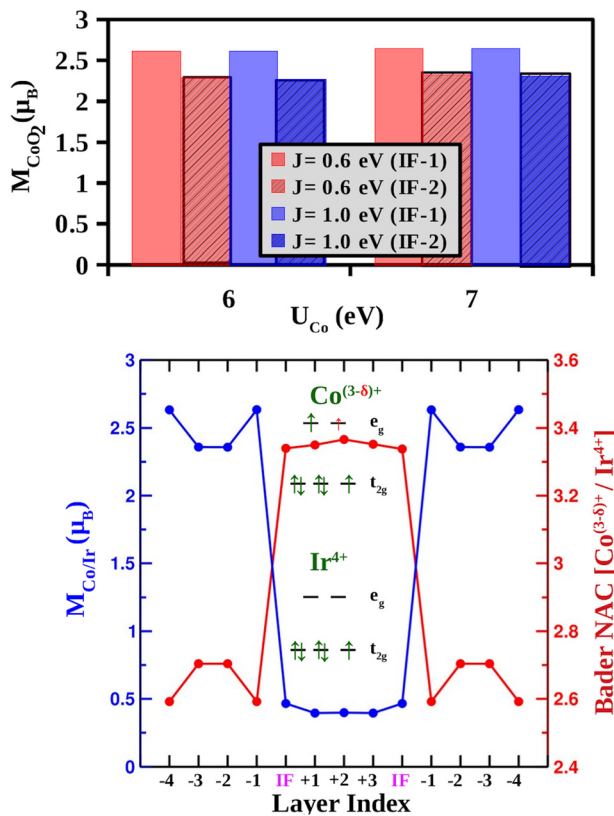 3
2.5
2
1.5
1
0.5
0
M_CoO₂ (μ_B)
J= 0.6 eV (IF-1)
J= 0.6 eV (IF-2)
J= 1.0 eV (IF-1)
J= 1.0 eV (IF-2)
6 7
U_Co (eV)
3
2.5
2
1.5
1
0.5
0
M_Co/Ir (μ_B)
Co^(3-δ)+
e_g
t_2g
Ir^4+
e_g
t_2g
3.6
3.4
3.2
3
2.8
2.6
2.4
Bader NAC [Co^(3-δ)+ / Ir^4+]
-4 -3 -2 -1 IF +1 +2 +3 IF -1 -2 -3 -4
Layer Index